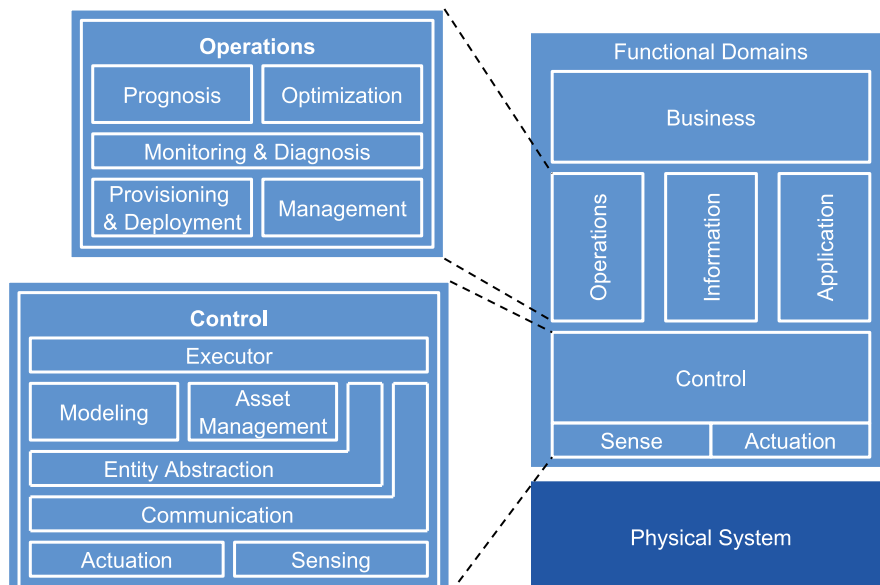 Operations
Prognosis
Optimization
Monitoring & Diagnosis
Provisioning
& Deployment
Management
Control
Executor
Modeling
Asset
Management
Entity Abstraction
Communication
Actuation
Sensing
Functional Domains
Business
Operations
Information
Application
Control
Sense
Actuation
Physical System